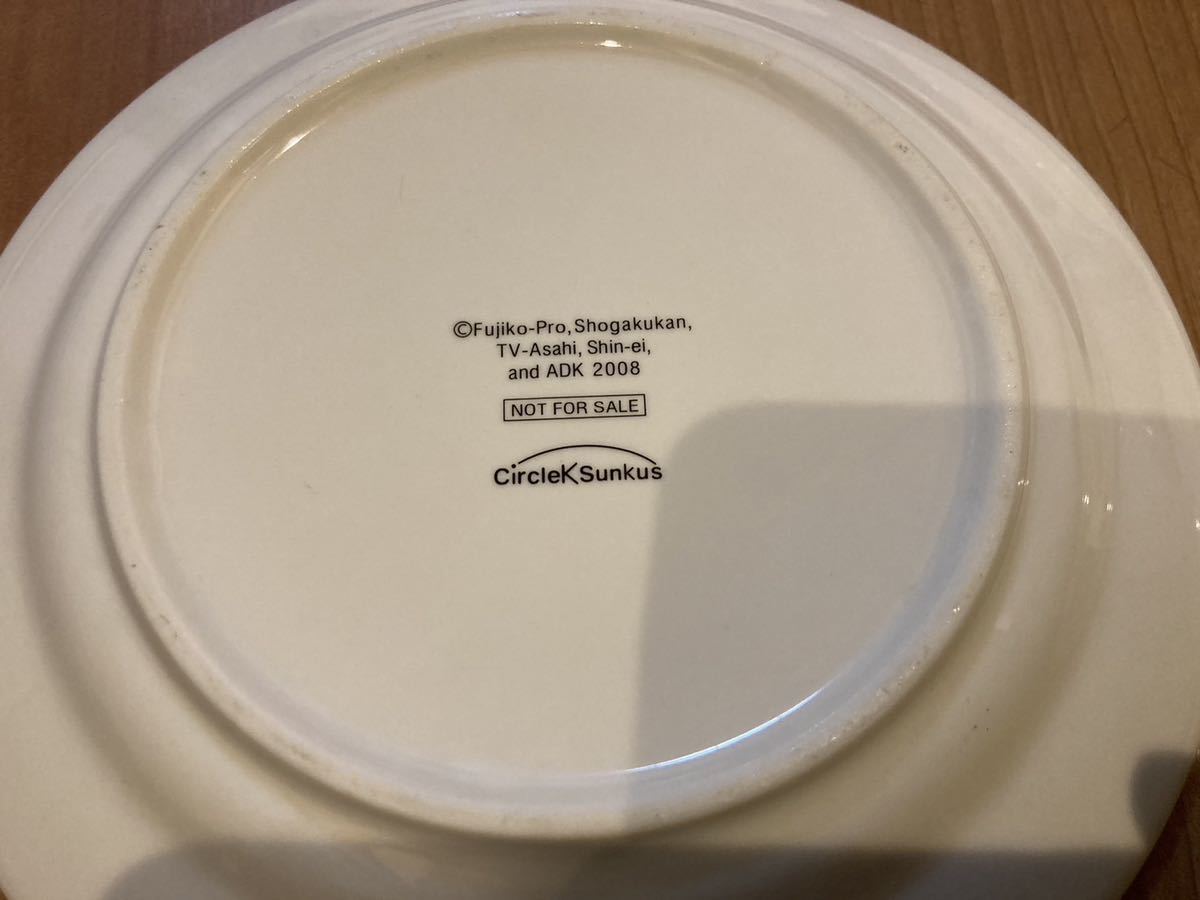 ©Fujiko-Pro, Shogakukan,
TV-Asahi, Shin-ei,
and ADK 2008
NOT FOR SALE
CircleKSunkus